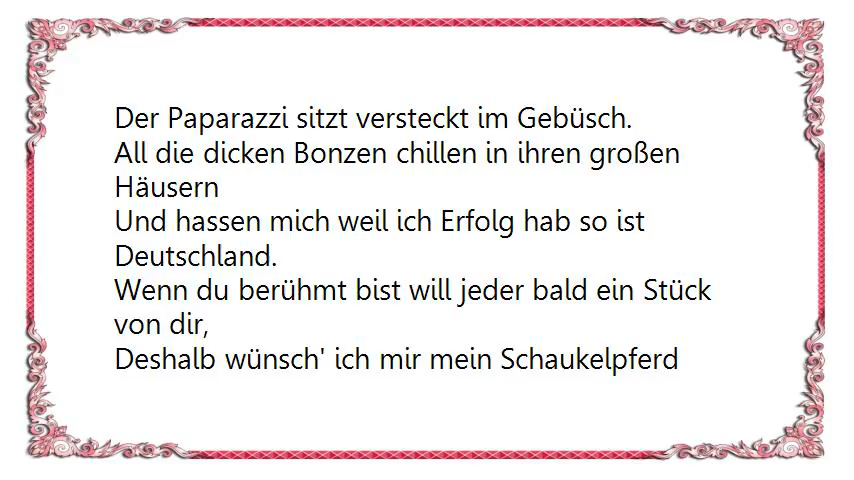 Der Paparazzi sitzt versteckt im Gebüsch.
All die dicken Bonzen chillen in ihren großen
Häusern
Und hassen mich weil ich Erfolg hab so ist
Deutschland.
Wenn du berühmt bist will jeder bald ein Stück
von dir,
Deshalb wünsch' ich mir mein Schaukelpferd